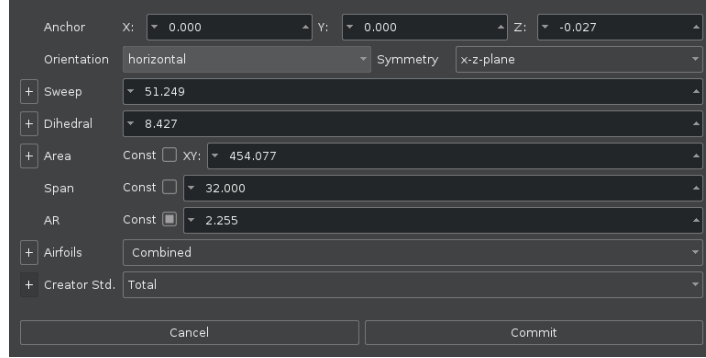 Anchor X: 0.000 Y: 0.000 Z: -0.027
Orientation horizontal Symmetry x-z-plane
+ Sweep 51.249
+ Dihedral 8.427
+ Area Const XY: 454.077
Span Const 32.000
AR Const 2.255
+ Airfoils Combined
+ Creator Std. Total
Cancel Commit